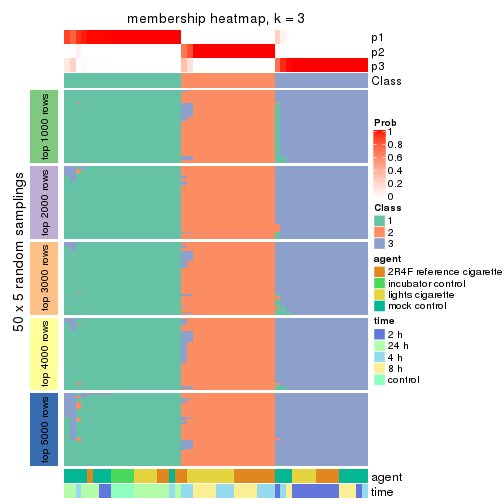 membership heatmap, k = 3
p1
p2
p3
Class
50 x 5 random samplings
top 1000 rows
top 2000 rows
top 3000 rows
top 4000 rows
top 5000 rows
agent
time
Prob
1
0.8
0.6
0.4
0.2
0
Class
1
2
3
agent
2R4F reference cigarette
incubator control
lights cigarette
mock control
time
2 h
24 h
4 h
8 h
control